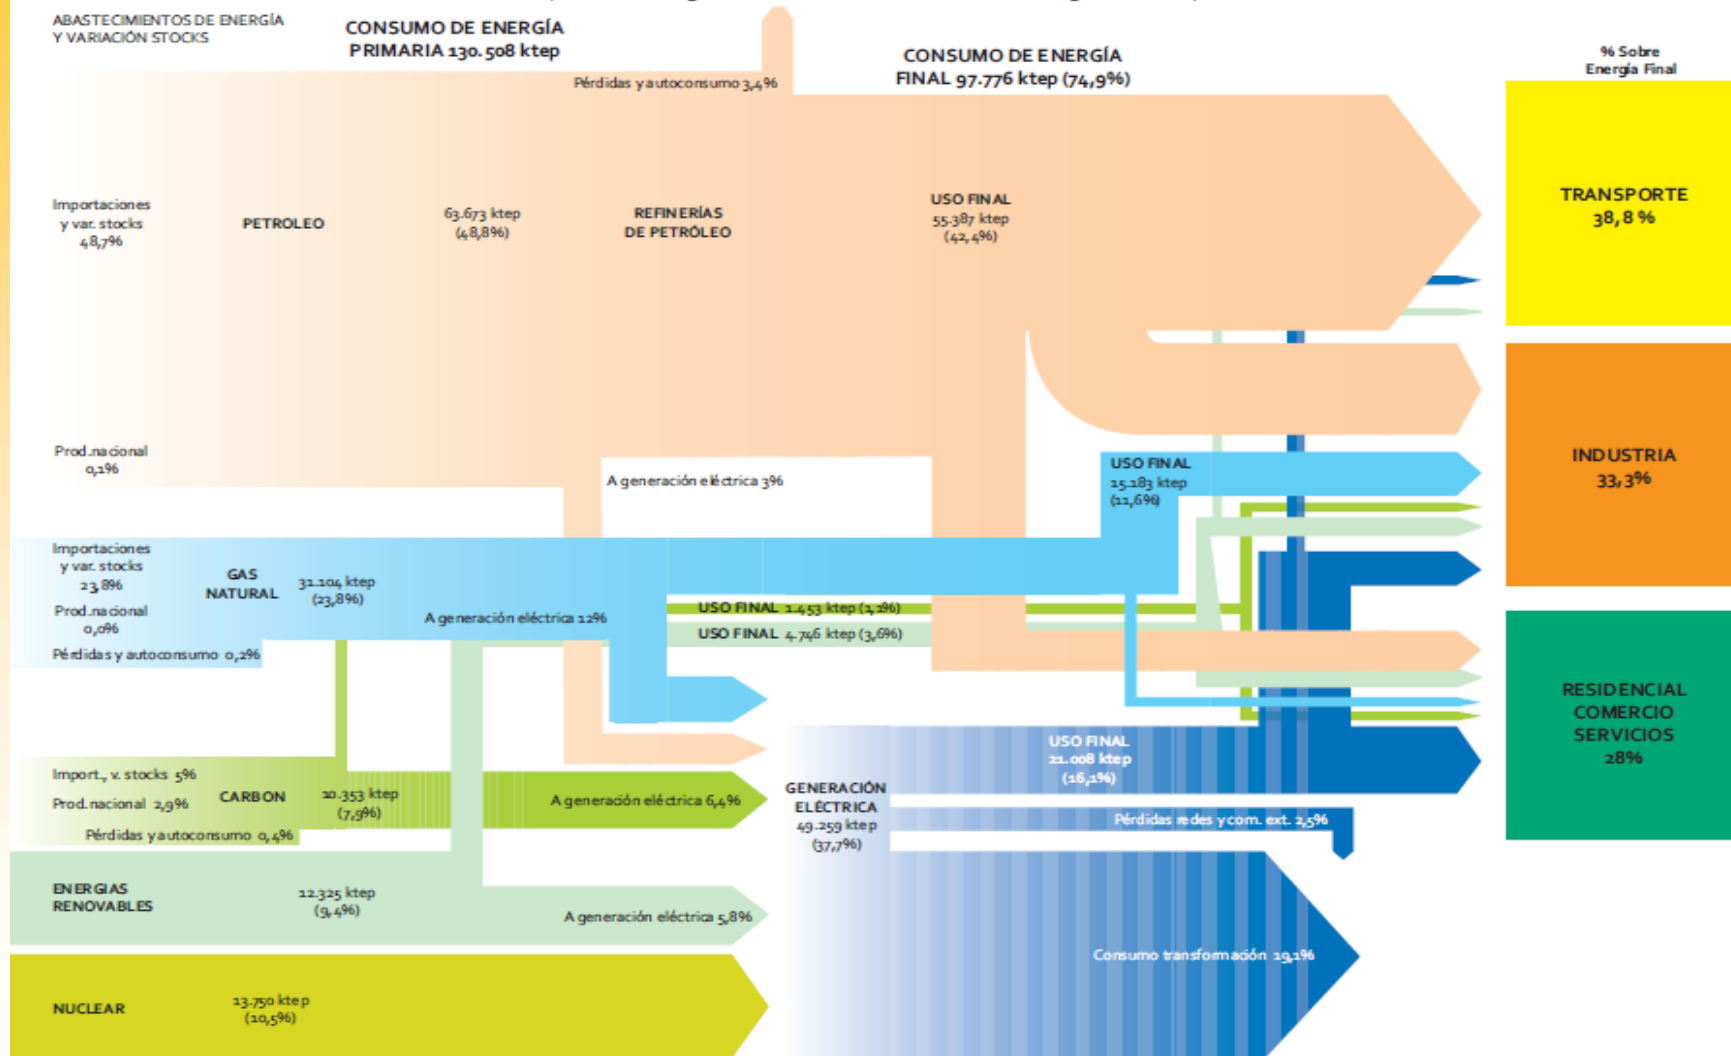 ABASTECIMIENTOS DE ENERGÍA
Y VARIACIÓN STOCKS
CONSUMO DE ENERGÍA
PRIMARIA 130.508 ktep
CONSUMO DE ENERGÍA
FINAL 97.776 ktep (74,9%)
% Sobre
Energía Final
Pérdidas y autoconsumo 3,4%
Importaciones
y var. stocks
48,7%
PETROLEO
63.673 ktep
(48,8%)
REFINERÍAS
DE PETRÓLEO
USO FINAL
55.387 ktep
(42,4%)
TRANSPORTE
38,8 %
Prod.nacional
0,1%
A generación eléctrica 3%
USO FINAL
15.183 ktep
(11,6%)
INDUSTRIA
33,3%
Importaciones
y var. stocks
23,8%
GAS
NATURAL
31.104 ktep
(23,8%)
Prod.nacional
0,0%
A generación eléctrica 12%
USO FINAL 1.453 ktep (1,1%)
USO FINAL 4.746 ktep (3,6%)
Pérdidas y autoconsumo 0,2%
RESIDENCIAL
COMERCIO
SERVICIOS
28%
USO FINAL
21.008 ktep
(16,1%)
Import., v. stocks 5%
Prod.nacional 2,9%
CARBON
10.353 ktep
(7,9%)
A generación eléctrica 6,4%
Pérdidas y autoconsumo 0,4%
GENERACIÓN
ELÉCTRICA
49.259 ktep
(37,7%)
Pérdidas redes y com. ext. 2,5%
ENERGIAS
RENOVABLES
12.325 ktep
(9,4%)
A generación eléctrica 5,8%
Consumo transformación 19,1%
NUCLEAR
13.750 ktep
(10,5%)